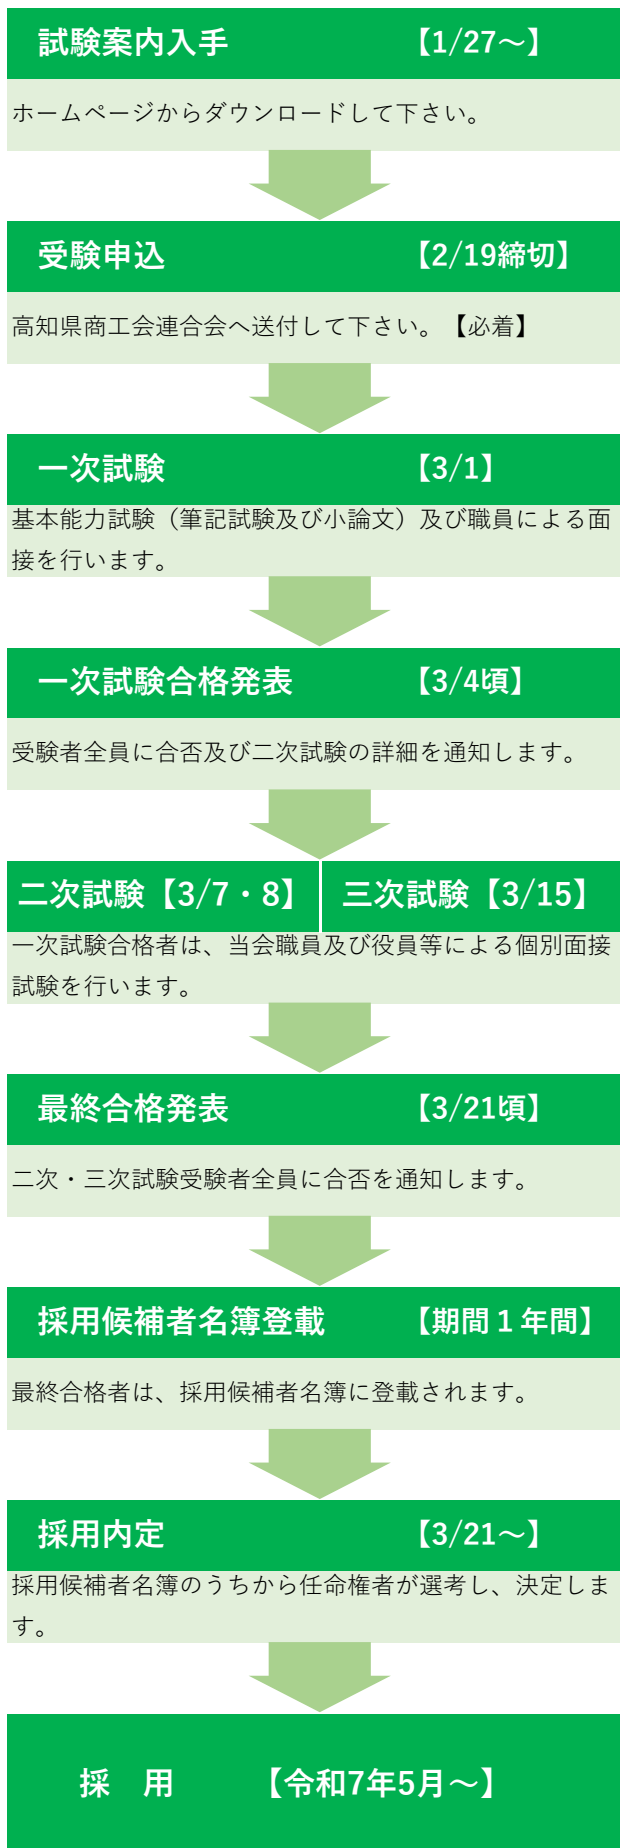 試験案内入手 【1/27～】
ホームページからダウンロードして下さい。
受験申込 【2/19締切】
高知県商工会連合会へ送付して下さい。【必着】
一次試験 【3/1】
基本能力試験（筆記試験及び小論文）及び職員による面
接を行います。
一次試験合格発表 【3/4頃】
受験者全員に合否及び二次試験の詳細を通知します。
二次試験【3/7・8】 三次試験【3/15】
一次試験合格者は、当会職員及び役員等による個別面接
試験を行います。
最終合格発表 【3/21頃】
二次・三次試験受験者全員に合否を通知します。
採用候補者名簿登載 【期間１年間】
最終合格者は、採用候補者名簿に登載されます。
採用内定 【3/21～】
採用候補者名簿のうちから任命権者が選考し、決定しま
す。
採　用 【令和7年5月～】